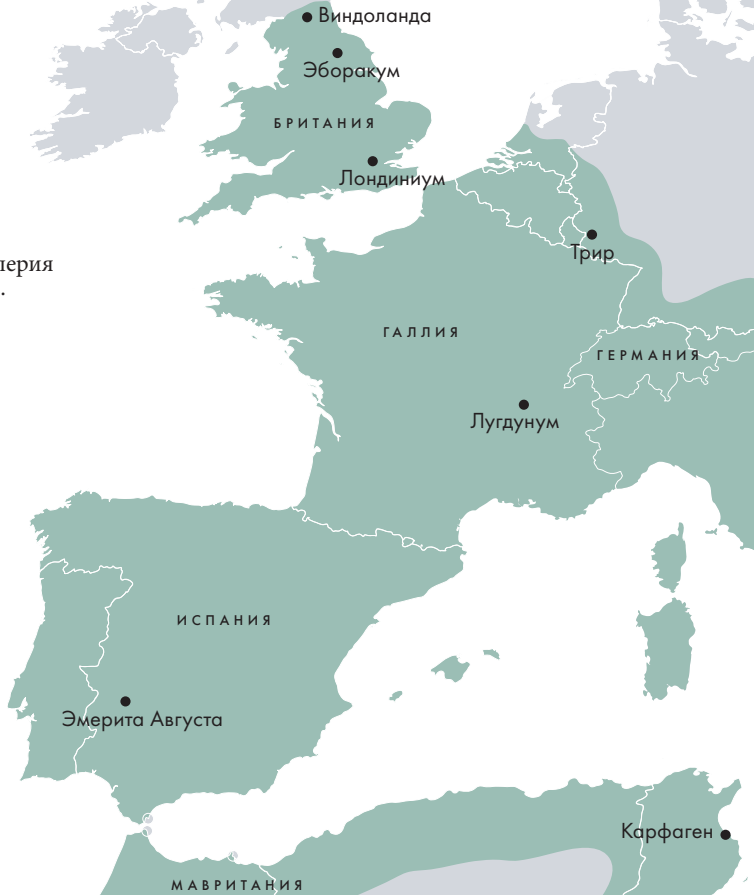 Виндоланда
Эборакум
БРИТАНИЯ
Лондиниум
Трир
ГАЛЛИЯ
ГЕРМАНИЯ
Лугдунум
ИСПАНИЯ
Эмерита Августа
Карфаген
МАВРИТАНИЯ